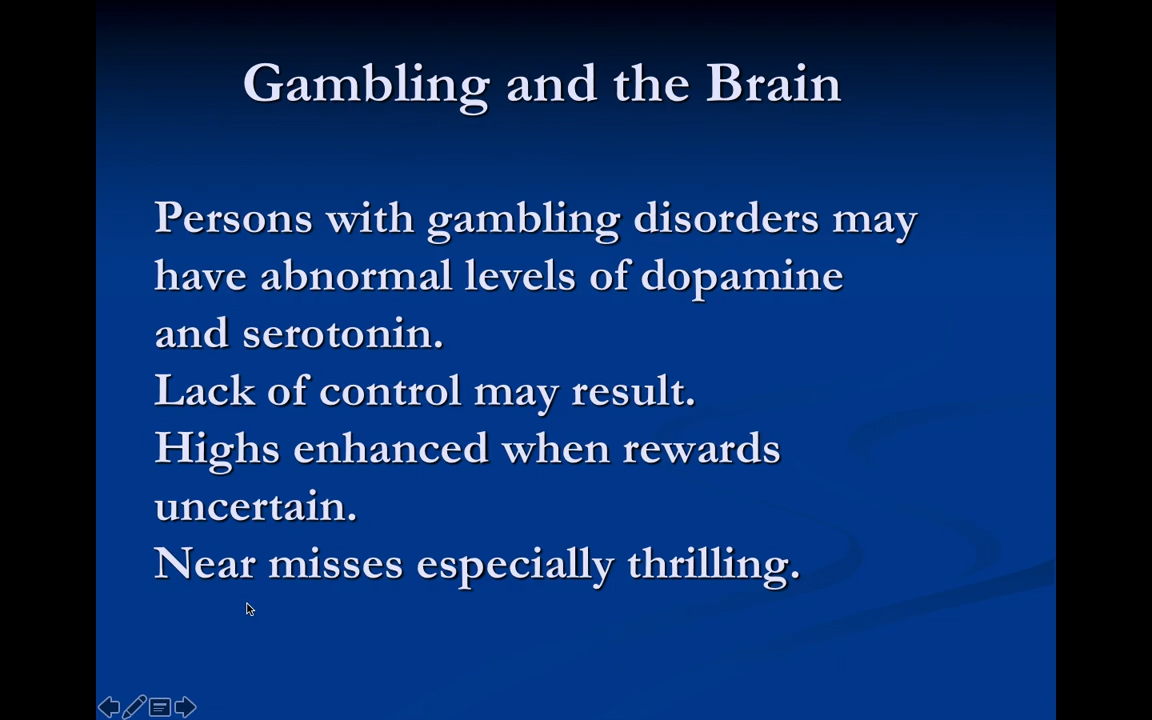 Gambling and the Brain
Persons with gambling disorders may
have abnormal levels of dopamine
and serotonin.
Lack of control may result.
Highs enhanced when rewards
uncertain.
Near misses especially thrilling.